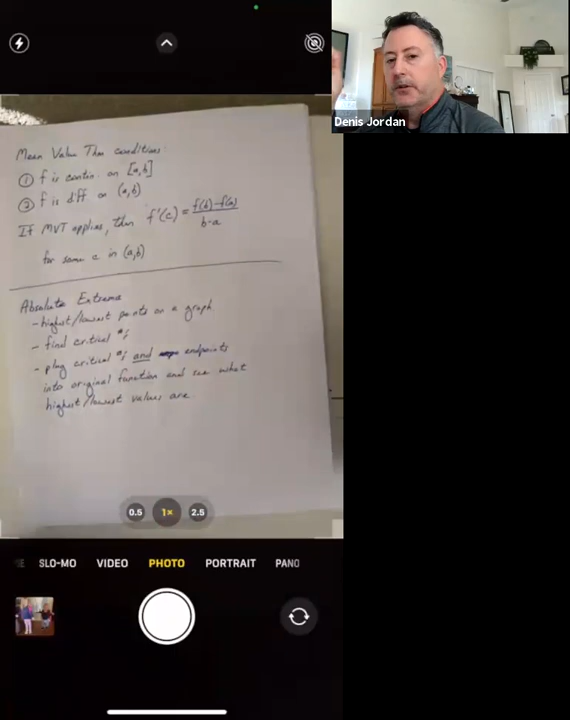 Denis Jordan
Mean Value Thm conditions:
① f is contin. on [a,b]
② f is diff on (a,b)
If MVT applies, then f'(c) = f(b)-f(a)
b-a
for some c in (a,b)
Absolute Extrema
- highest/lowest points on a graph
- find critical #s
- plug critical #s and endpoints
into original function and see what
highest/lowest values are
0.5 1× 2.5
SLO-MO VIDEO PHOTO PORTRAIT PANO